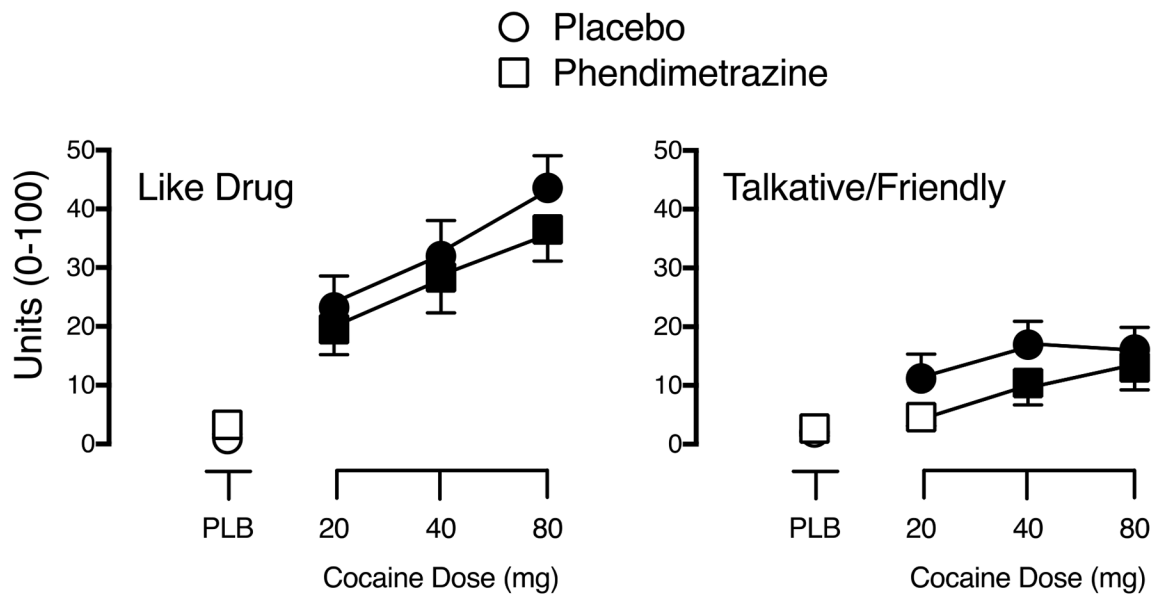 Placebo
Phendimetrazine
Units (0-100)
Like Drug
50
40
30
20
10
0
PLB
20
40
80
Cocaine Dose (mg)
Talkative/Friendly
50
40
30
20
10
0
PLB
20
40
80
Cocaine Dose (mg)